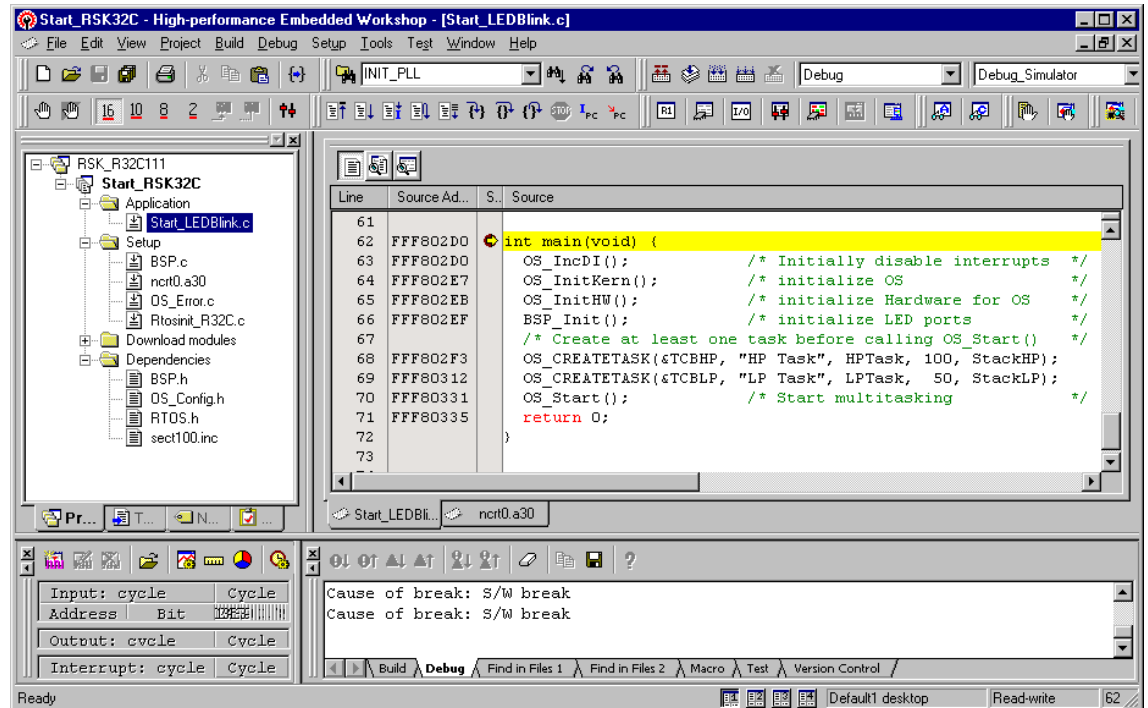 Start_RSK32C - High-performance Embedded Workshop - [Start_LEDBlink.c]
File Edit View Project Build Debug Setup Tools Test Window Help
INIT_PLL Debug Debug_Simulator
16 10 8 2 STOP IPC PC R1 I/O
RSK_R32C111
Start_RSK32C
Application
Start_LEDBlink.c
Setup
BSP.c
ncrt0.a30
OS_Error.c
Rtosinit_R32C.c
Download modules
Dependencies
BSP.h
OS_Config.h
RTOS.h
sect100.inc
Pr... T... N... ...
Line Source Ad... S.. Source
61
62 FFF802D0 int main(void) {
63 FFF802D0 OS_IncDI(); /* Initially disable interrupts */
64 FFF802E7 OS_InitKern(); /* initialize OS */
65 FFF802EB OS_InitHW(); /* initialize Hardware for OS */
66 FFF802EF BSP_Init(); /* initialize LED ports */
67 /* Create at least one task before calling OS_Start() */
68 FFF802F3 OS_CREATETASK(&TCBHP, "HP Task", HPTask, 100, StackHP);
69 FFF80312 OS_CREATETASK(&TCBLP, "LP Task", LPTask, 50, StackLP);
70 FFF80331 OS_Start(); /* Start multitasking */
71 FFF80335 return 0;
72 }
73
Start_LEDBli... ncrt0.a30
Input: cycle Cycle
Address Bit
Output: cycle Cycle
Interrupt: cycle Cycle
Cause of break: S/W break
Cause of break: S/W break
Build Debug Find in Files 1 Find in Files 2 Macro Test Version Control
Ready Default1 desktop Read-write 62